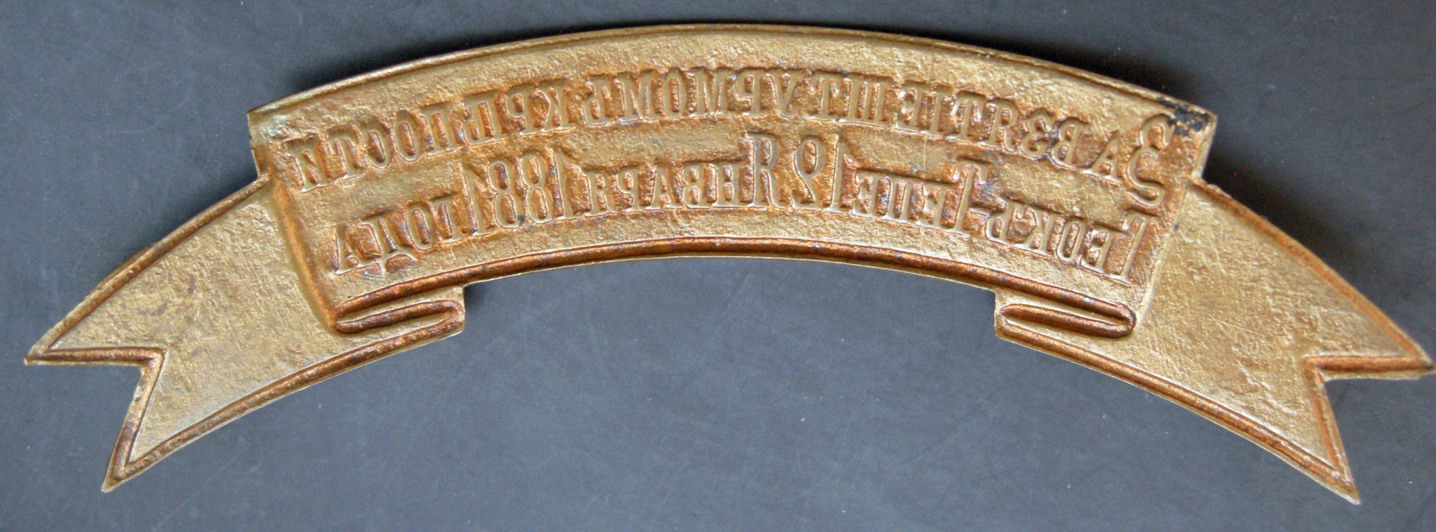 За ВЗЯТІЕ ШТУРМОМЪ КРѢПОСТИ
ГЕОКЪ-ТЕПЕ 12 ЯНВАРЯ 1881 ГОДА